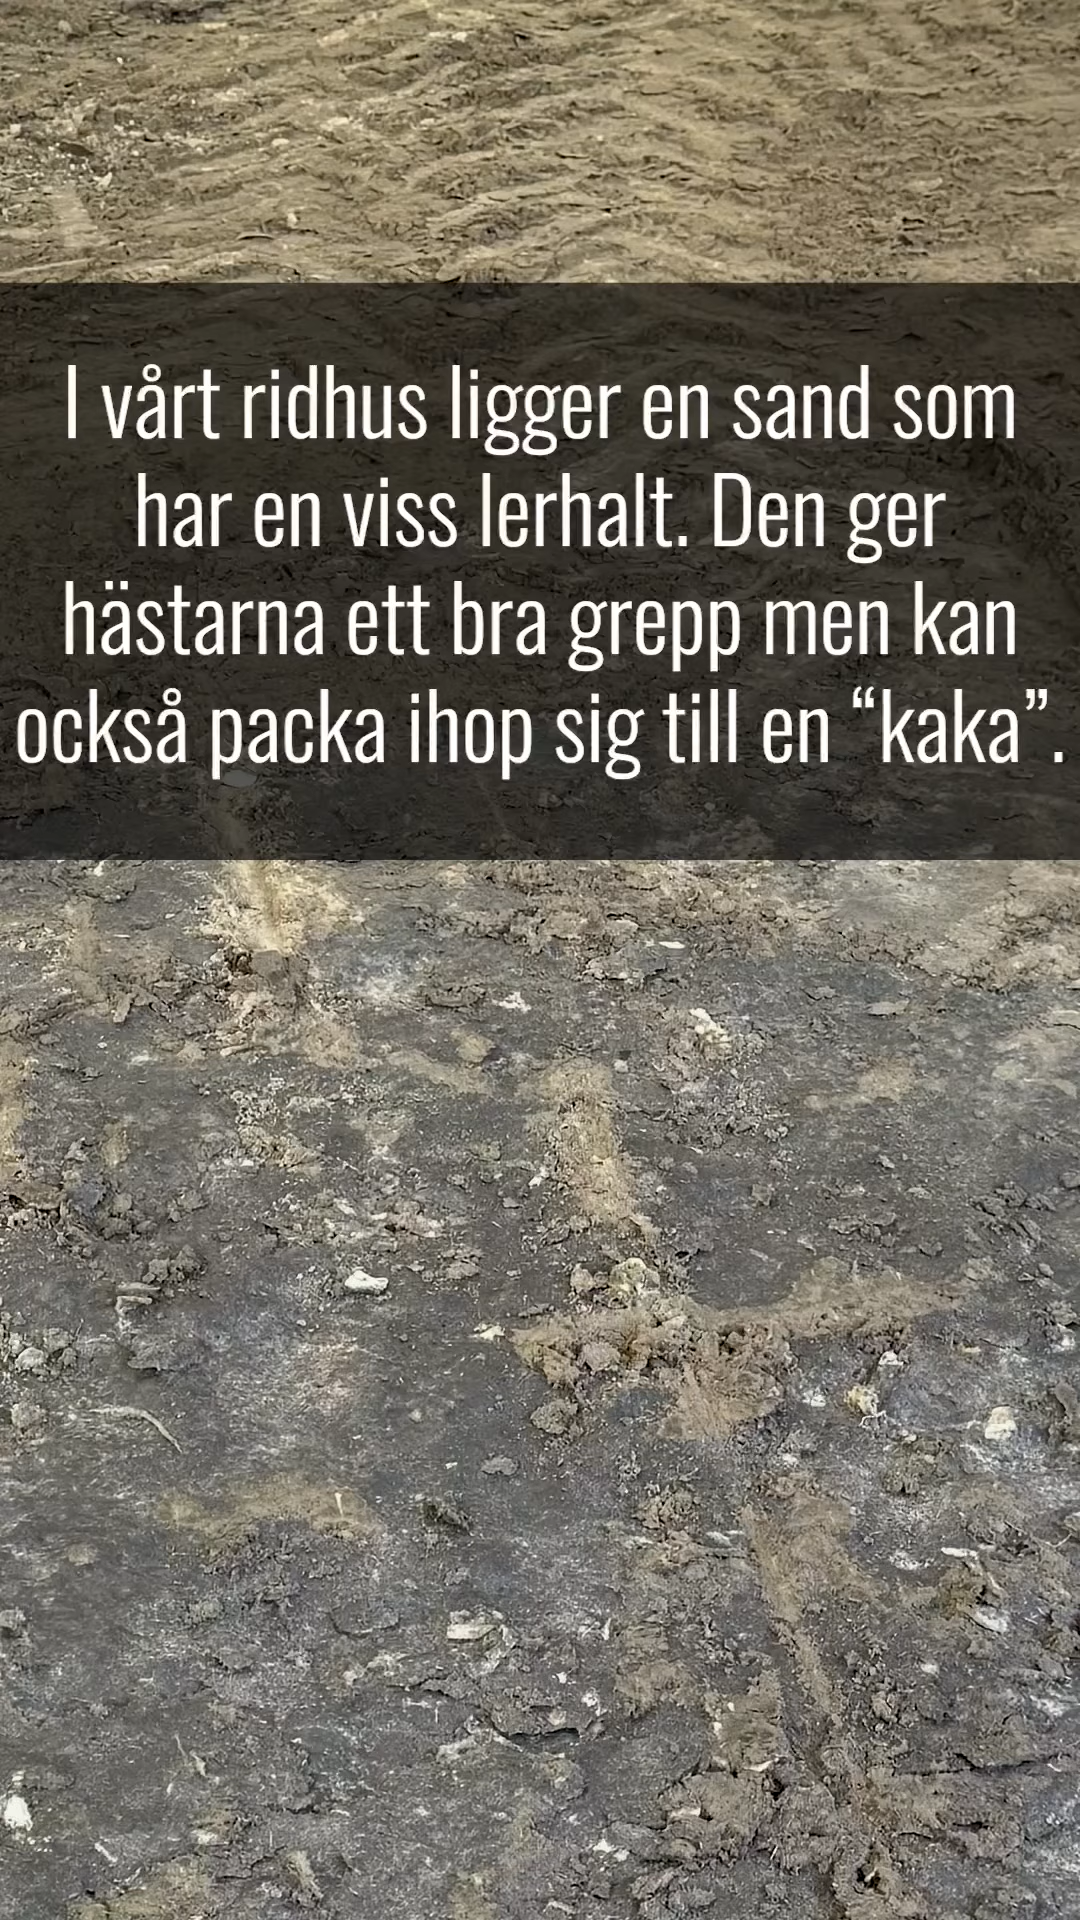 I vårt ridhus ligger en sand som
har en viss lerhalt. Den ger
hästarna ett bra grepp men kan
också packa ihop sig till en “kaka”.